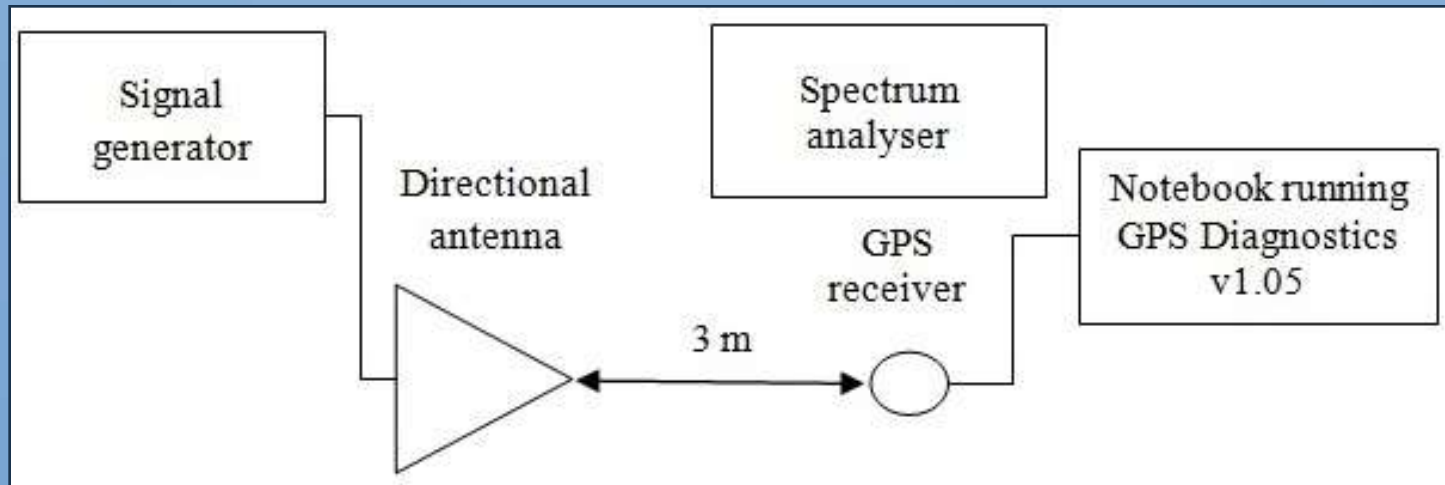 Signal
generator
Directional
antenna
Spectrum
analyser
GPS
receiver
Notebook running
GPS Diagnostics
v1.05
3 m